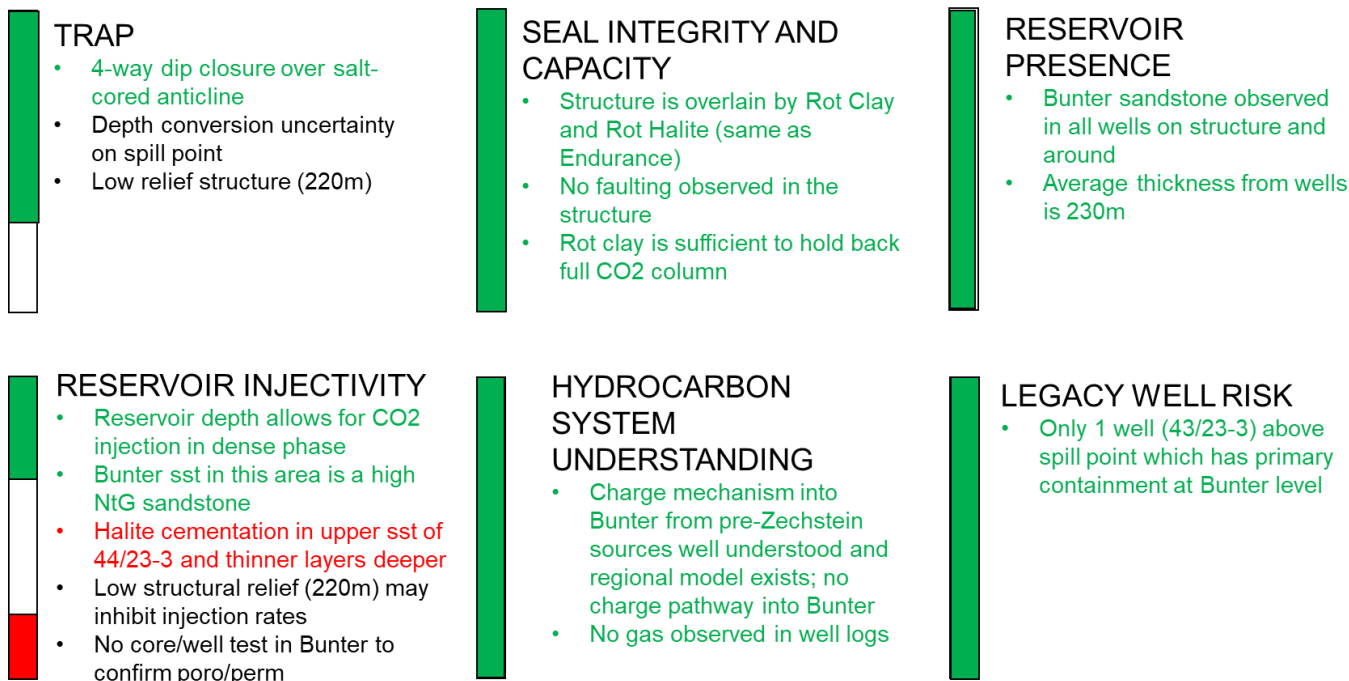 TRAP
• 4-way dip closure over salt-
cored anticline
• Depth conversion uncertainty
on spill point
• Low relief structure (220m)
SEAL INTEGRITY AND
CAPACITY
• Structure is overlain by Rot Clay
and Rot Halite (same as
Endurance)
• No faulting observed in the
structure
• Rot clay is sufficient to hold back
full CO2 column
RESERVOIR
PRESENCE
• Bunter sandstone observed
in all wells on structure and
around
• Average thickness from wells
is 230m
RESERVOIR INJECTIVITY
• Reservoir depth allows for CO2
injection in dense phase
• Bunter sst in this area is a high
NtG sandstone
• Halite cementation in upper sst of
44/23-3 and thinner layers deeper
• Low structural relief (220m) may
inhibit injection rates
• No core/well test in Bunter to
confirm poro/perm
HYDROCARBON
SYSTEM
UNDERSTANDING
• Charge mechanism into
Bunter from pre-Zechstein
sources well understood and
regional model exists; no
charge pathway into Bunter
• No gas observed in well logs
LEGACY WELL RISK
• Only 1 well (43/23-3) above
spill point which has primary
containment at Bunter level